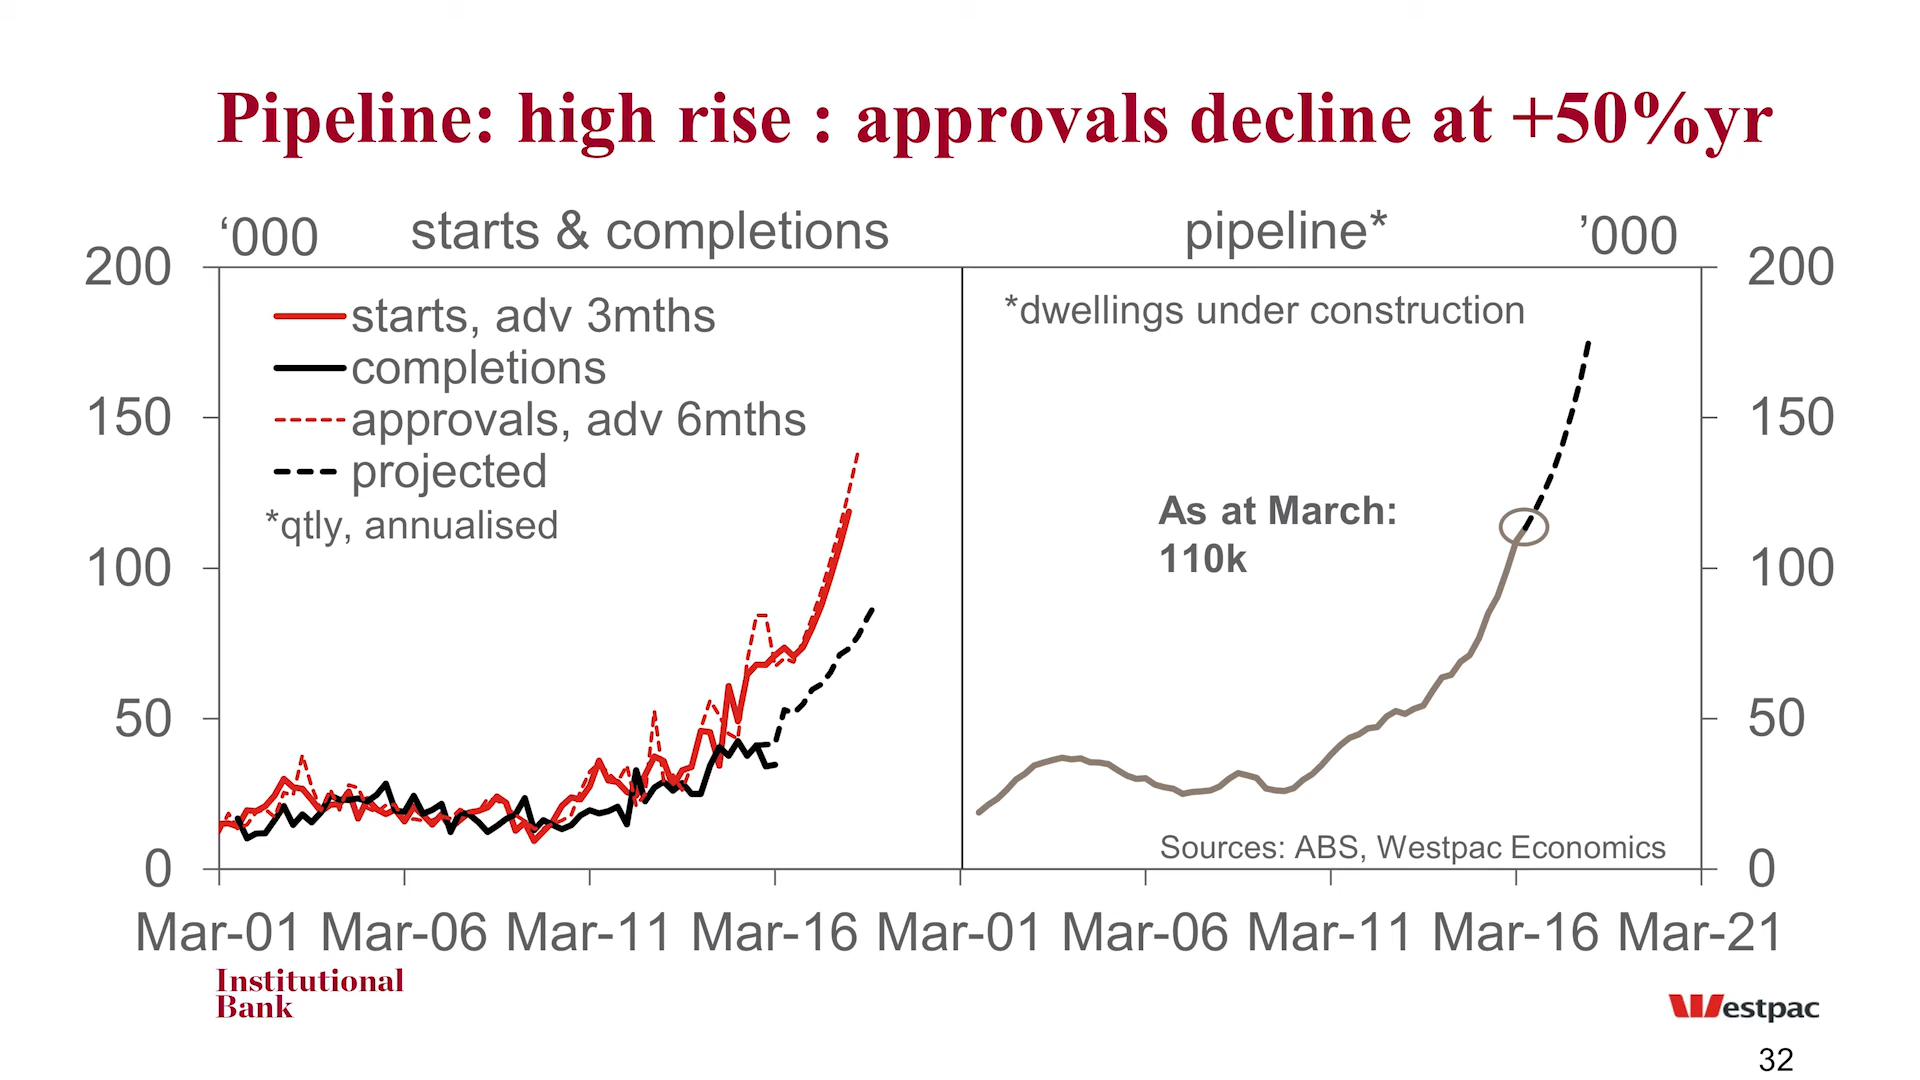 Pipeline: high rise : approvals decline at +50%yr
‘000
starts & completions
pipeline*
’000
200
150
100
50
0
starts, adv 3mths
completions
approvals, adv 6mths
projected
*qtly, annualised
*dwellings under construction
As at March:
110k
Sources: ABS, Westpac Economics
200
150
100
50
0
Mar-01 Mar-06 Mar-11 Mar-16 Mar-01 Mar-06 Mar-11 Mar-16 Mar-21
Institutional
Bank
Westpac
32